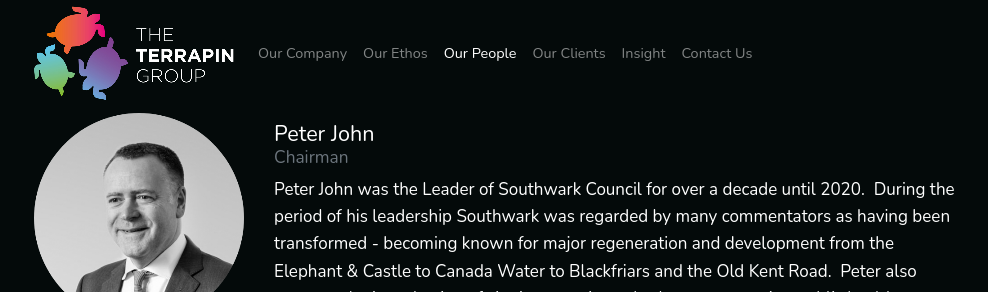 THE
TERRAPIN
GROUP
Our Company Our Ethos Our People Our Clients Insight Contact Us
Peter John
Chairman
Peter John was the Leader of Southwark Council for over a decade until 2020.  During the
period of his leadership Southwark was regarded by many commentators as having been
transformed - becoming known for major regeneration and development from the
Elephant & Castle to Canada Water to Blackfriars and the Old Kent Road.  Peter also